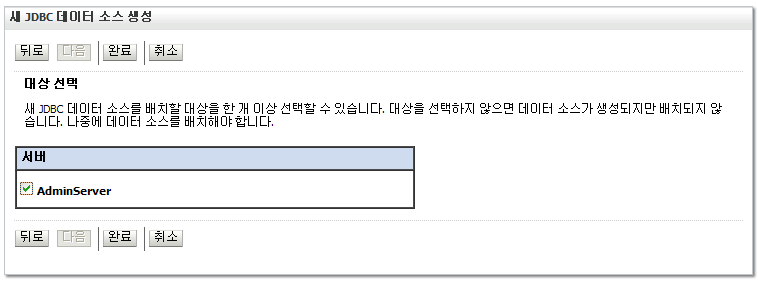 새 JDBC 데이터 소스 생성
뒤로 다음 완료 취소
대상 선택
새 JDBC 데이터 소스를 배치할 대상을 한 개 이상 선택할 수 있습니다. 대상을 선택하지 않으면 데이터 소스가 생성되지만 배치되지 않
습니다. 나중에 데이터 소스를 배치해야 합니다.
서버
AdminServer
뒤로 다음 완료 취소